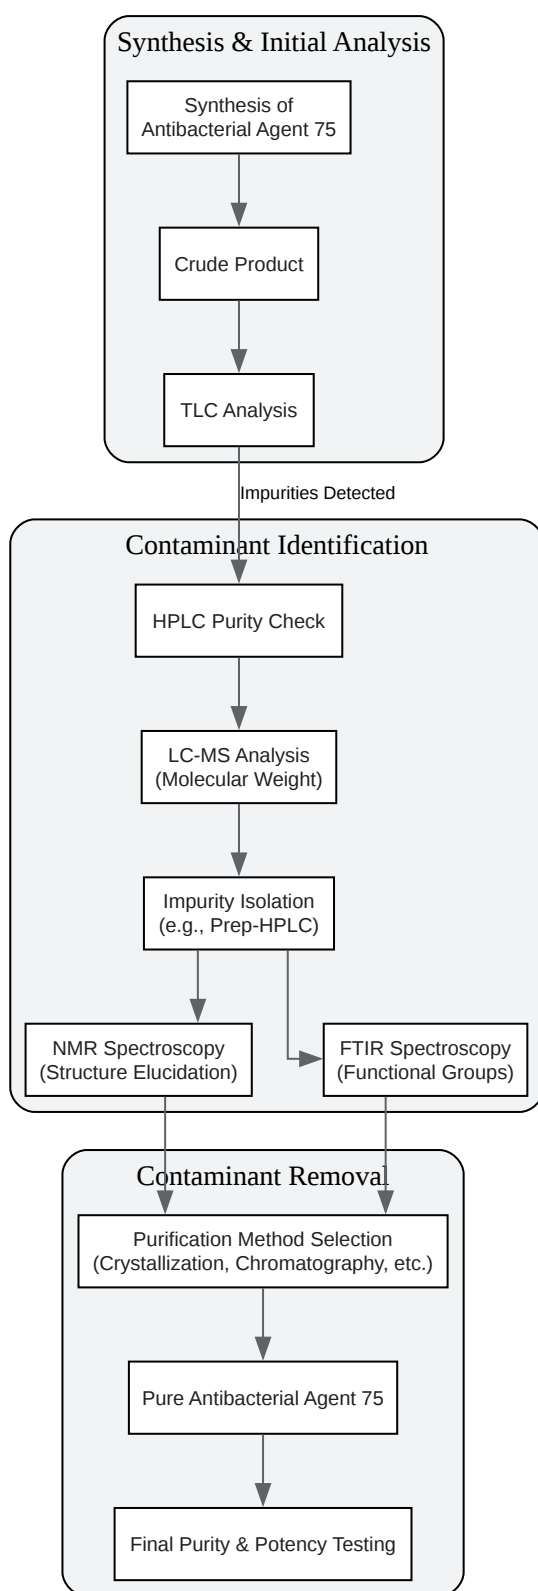 Synthesis & Initial Analysis
Synthesis of
Antibacterial Agent 75
Crude Product
TLC Analysis
Impurities Detected
Contaminant Identification
HPLC Purity Check
LC-MS Analysis
(Molecular Weight)
Impurity Isolation
(e.g., Prep-HPLC)
NMR Spectroscopy
(Structure Elucidation)
FTIR Spectroscopy
(Functional Groups)
Contaminant Removal
Purification Method Selection
(Crystallization, Chromatography, etc.)
Pure Antibacterial Agent 75
Final Purity & Potency Testing